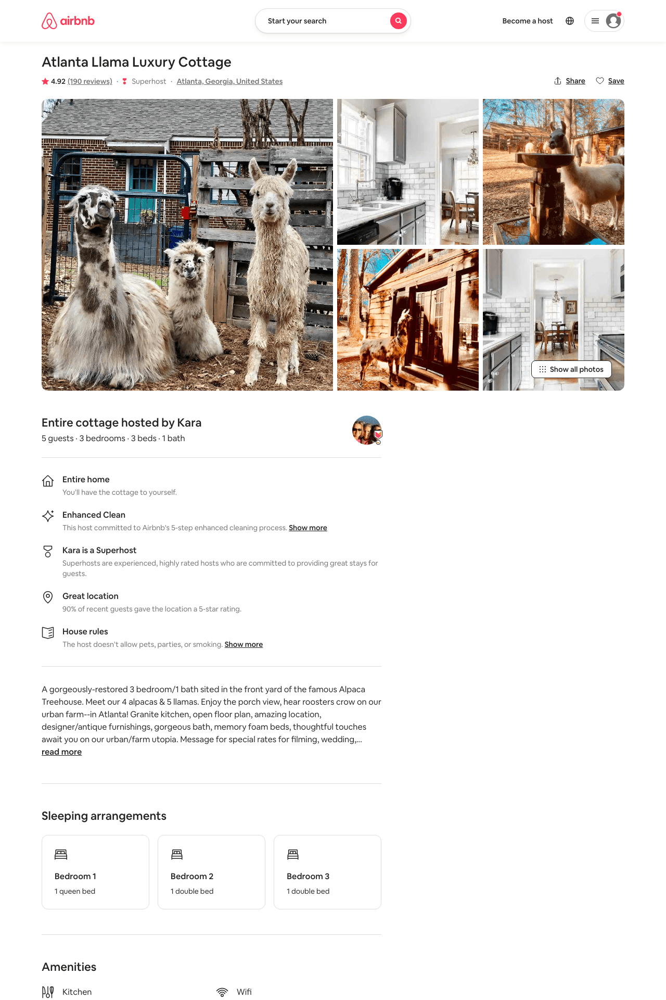 airbnb
Start your search
Become a host
Atlanta Llama Luxury Cottage
4.92 (190 reviews) · Superhost · Atlanta, Georgia, United States
Share
Save
Show all photos
Entire cottage hosted by Kara
5 guests · 3 bedrooms · 3 beds · 1 bath
Entire home
You’ll have the cottage to yourself.
Enhanced Clean
This host committed to Airbnb's 5-step enhanced cleaning process. Show more
Kara is a Superhost
Superhosts are experienced, highly rated hosts who are committed to providing great stays for
guests.
Great location
90% of recent guests gave the location a 5-star rating.
House rules
The host doesn’t allow pets, parties, or smoking. Show more
A gorgeously-restored 3 bedroom/1 bath sited in the front yard of the famous Alpaca
Treehouse. Meet our 4 alpacas & 5 llamas. Enjoy the porch view, hear roosters crow on our
urban farm--in Atlanta! Granite kitchen, open floor plan, amazing location,
designer/antique furnishings, gorgeous bath, memory foam beds, thoughtful touches
await you on our urban/farm utopia. Message for special rates for filming, wedding,…
read more
Sleeping arrangements
Bedroom 1
1 queen bed
Bedroom 2
1 double bed
Bedroom 3
1 double bed
Amenities
Kitchen
Wifi